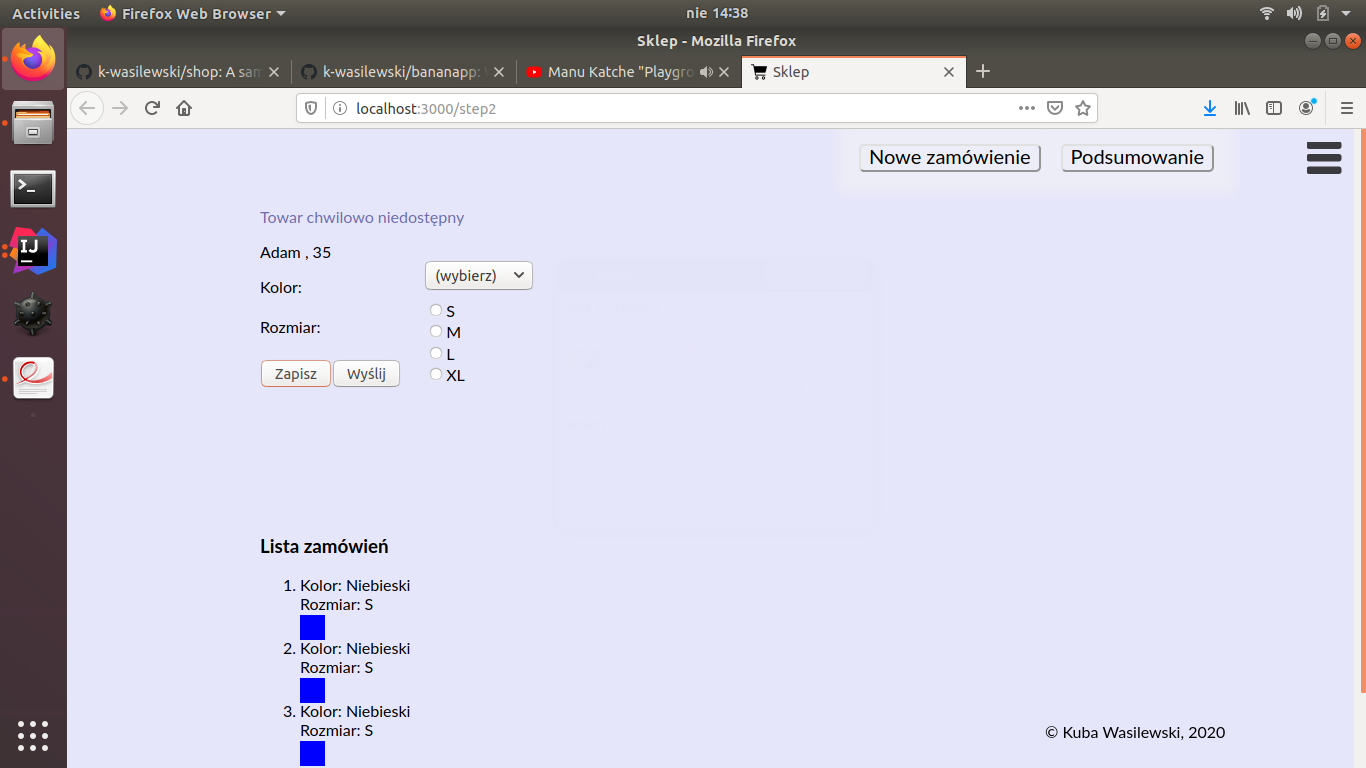 Activities
Firefox Web Browser
nie 14:38
Sklep - Mozilla Firefox
k-wasilewski/shop: A sam
k-wasilewski/bananapp:
Manu Katche "Playgro
Sklep
localhost:3000/step2
Nowe zamówienie
Podsumowanie
Towar chwilowo niedostępny
Adam , 35
Kolor:
(wybierz)
Rozmiar:
S
M
L
XL
Zapisz
Wyślij
Lista zamówień
1. Kolor: Niebieski
Rozmiar: S
2. Kolor: Niebieski
Rozmiar: S
3. Kolor: Niebieski
Rozmiar: S
© Kuba Wasilewski, 2020
IJ